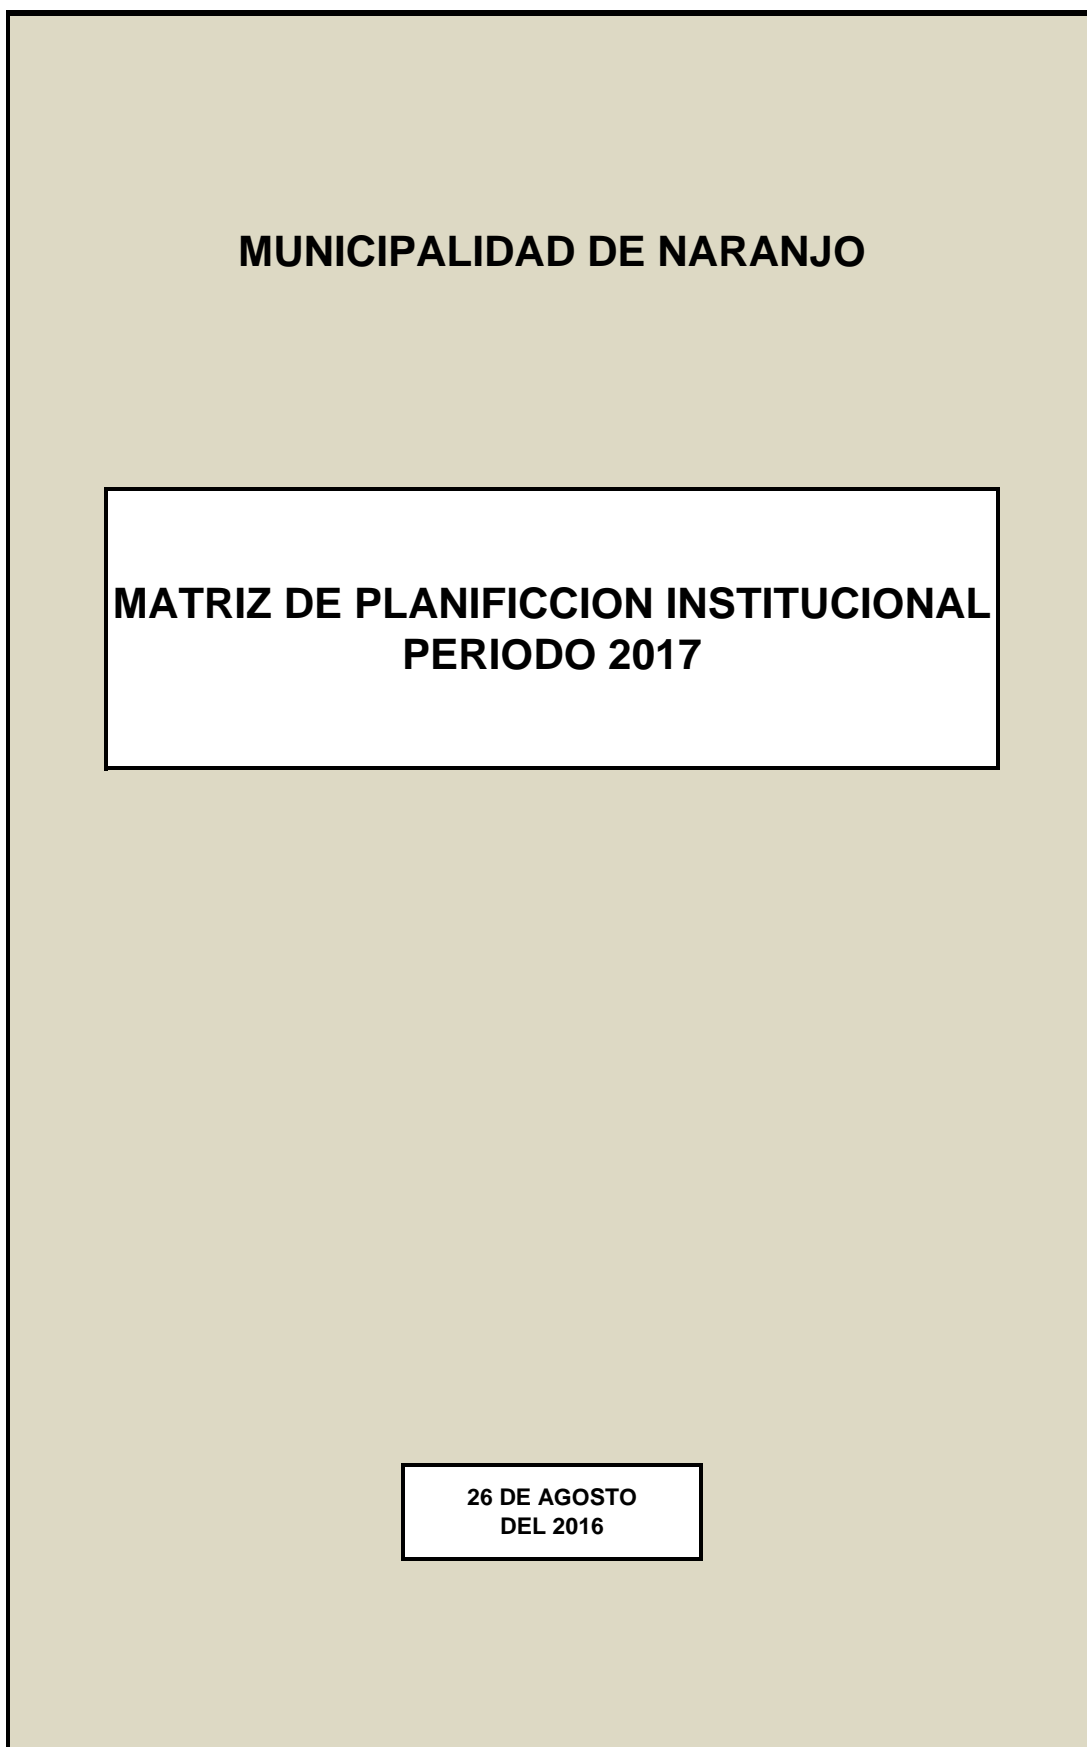 MUNICIPALIDAD DE NARANJO
MATRIZ DE PLANIFICCION INSTITUCIONAL
PERIODO 2017
26 DE AGOSTO
DEL 2016